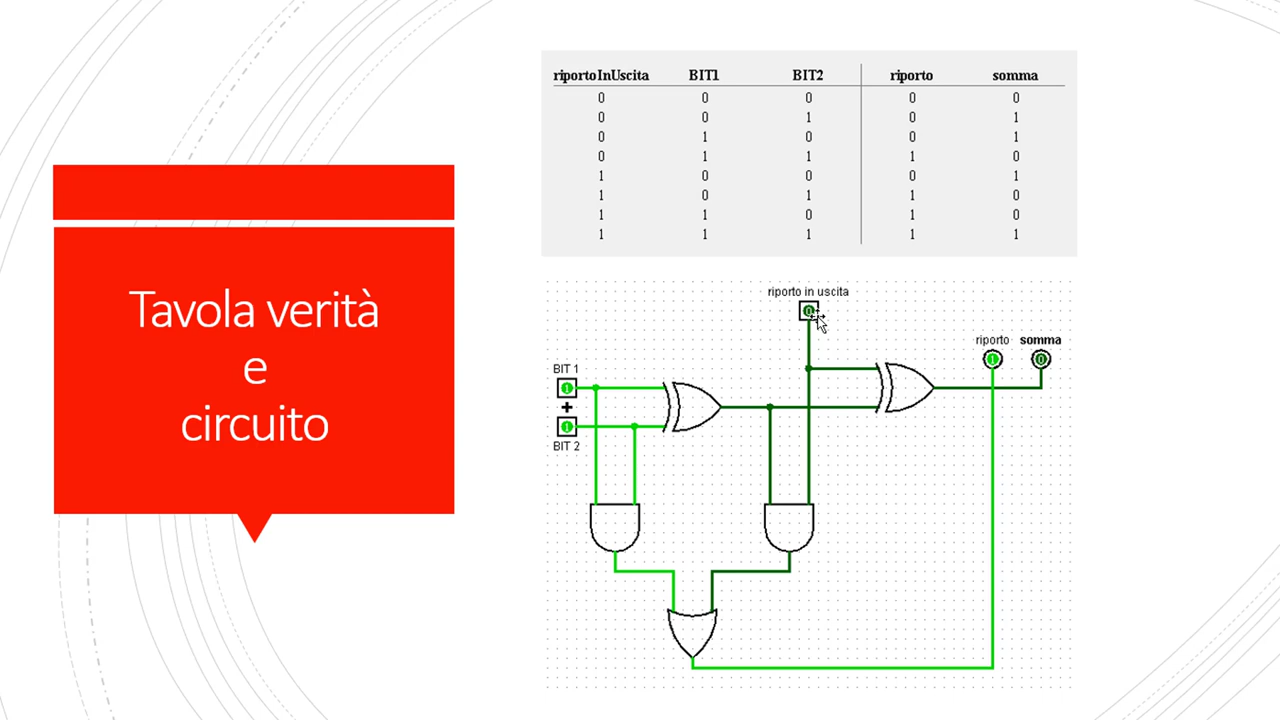 Tavola verità
e
circuito
riportoInUscita BIT1 BIT2 riporto somma
0 0 0 0 0
0 0 1 0 1
0 1 0 0 1
0 1 1 1 0
1 0 0 0 1
1 0 1 1 0
1 1 0 1 0
1 1 1 1 1
riporto in uscita
0
riporto somma
1 0
BIT 1
1
+
1
BIT 2